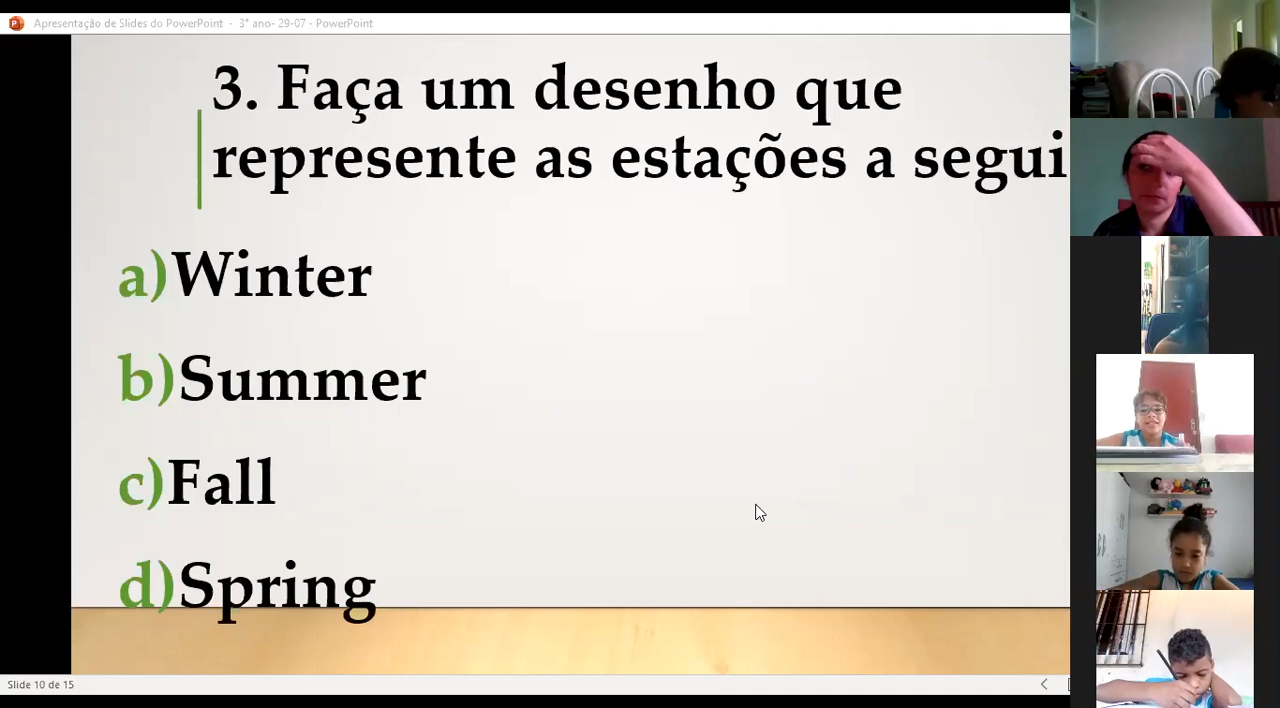 Apresentação de Slides do PowerPoint - 3° ano- 29-07 - PowerPoint
3. Faça um desenho que
represente as estações a segui
a)Winter
b)Summer
c)Fall
d)Spring
Slide 10 de 15